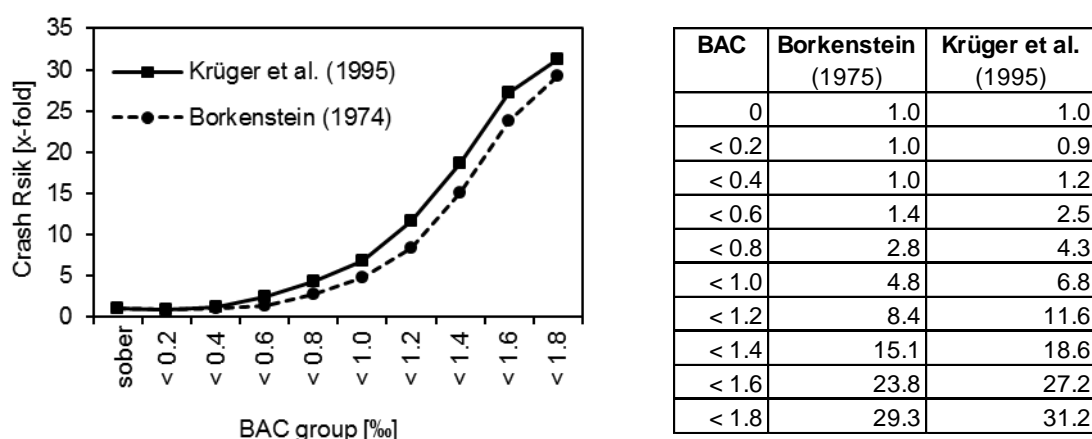 35
30
25
20
15
10
5
0
Crash Rsik [x-fold]
Krüger et al. (1995)
Borkenstein (1974)
sober
< 0.2
< 0.4
< 0.6
< 0.8
< 1.0
< 1.2
< 1.4
< 1.6
< 1.8
BAC group [‰]
BAC Borkenstein Krüger et al.
(1975) (1995)
0 1.0 1.0
< 0.2 1.0 0.9
< 0.4 1.0 1.2
< 0.6 1.4 2.5
< 0.8 2.8 4.3
< 1.0 4.8 6.8
< 1.2 8.4 11.6
< 1.4 15.1 18.6
< 1.6 23.8 27.2
< 1.8 29.3 31.2